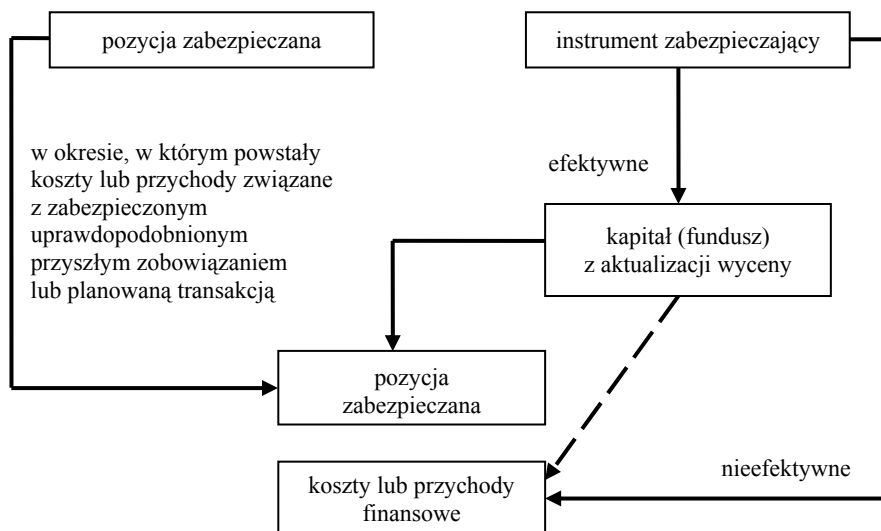 pozycja zabezpieczana
instrument zabezpieczający
w okresie, w którym powstały
koszty lub przychody związane
z zabezpieczonym
uprawdopodobnionym
przyszłym zobowiązaniem
lub planowaną transakcją
efektywne
kapitał (fundusz)
z aktualizacji wyceny
pozycja
zabezpieczana
nieefektywne
koszty lub przychody
finansowe